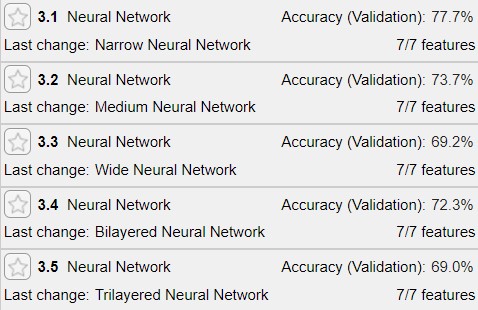 3.1 Neural Network Accuracy (Validation): 77.7%
Last change: Narrow Neural Network 7/7 features
3.2 Neural Network Accuracy (Validation): 73.7%
Last change: Medium Neural Network 7/7 features
3.3 Neural Network Accuracy (Validation): 69.2%
Last change: Wide Neural Network 7/7 features
3.4 Neural Network Accuracy (Validation): 72.3%
Last change: Bilayered Neural Network 7/7 features
3.5 Neural Network Accuracy (Validation): 69.0%
Last change: Trilayered Neural Network 7/7 features